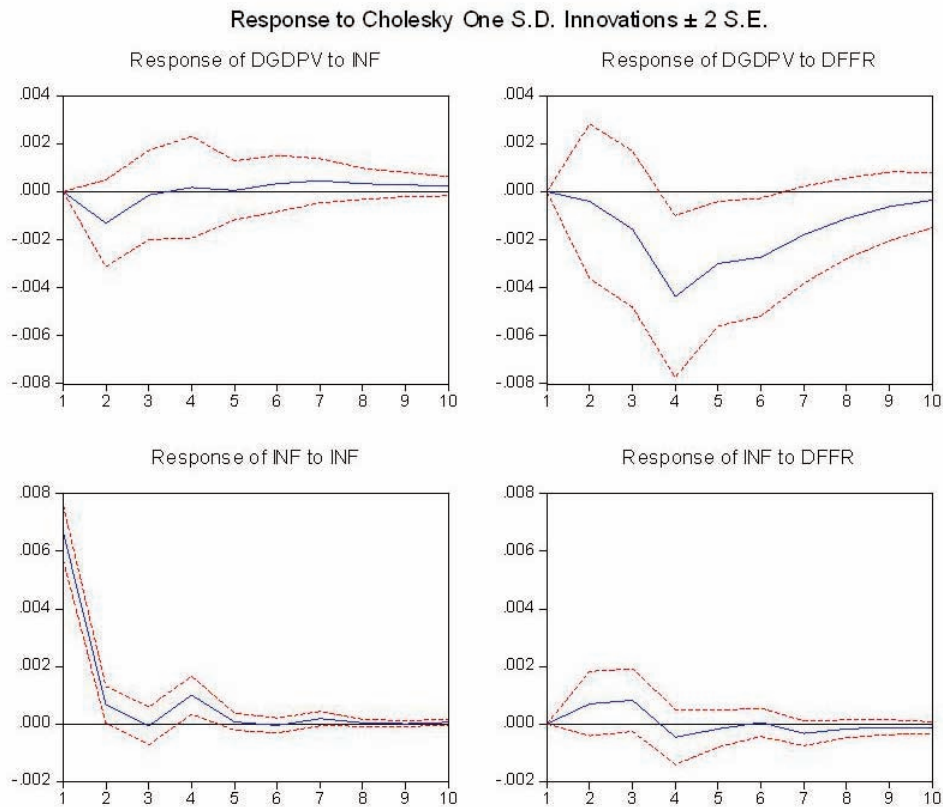 Response to Cholesky One S.D. Innovations ± 2 S.E.
Response of DGDPV to INF
.004
.002
.000
-.002
-.004
-.006
-.008
1 2 3 4 5 6 7 8 9 10
Response of DGDPV to DFFR
.004
.002
.000
-.002
-.004
-.006
-.008
1 2 3 4 5 6 7 8 9 10
Response of INF to INF
.008
.006
.004
.002
.000
-.002
1 2 3 4 5 6 7 8 9 10
Response of INF to DFFR
.008
.006
.004
.002
.000
-.002
1 2 3 4 5 6 7 8 9 10